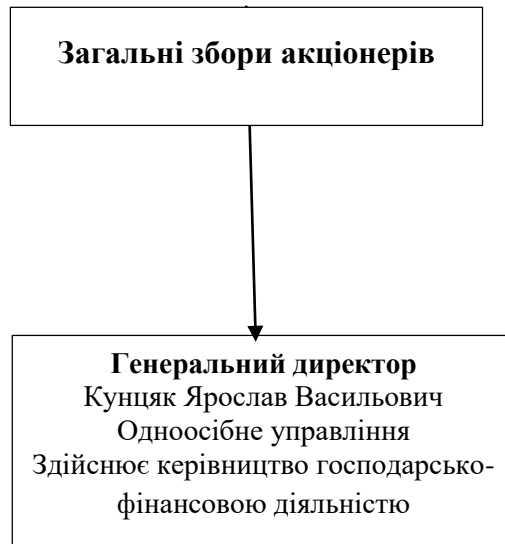 Загальні збори акціонерів
Генеральний директор
Кунцяк Ярослав Васильович
Одноосібне управління
Здійснює керівництво господарсько-
фінансовою діяльністю